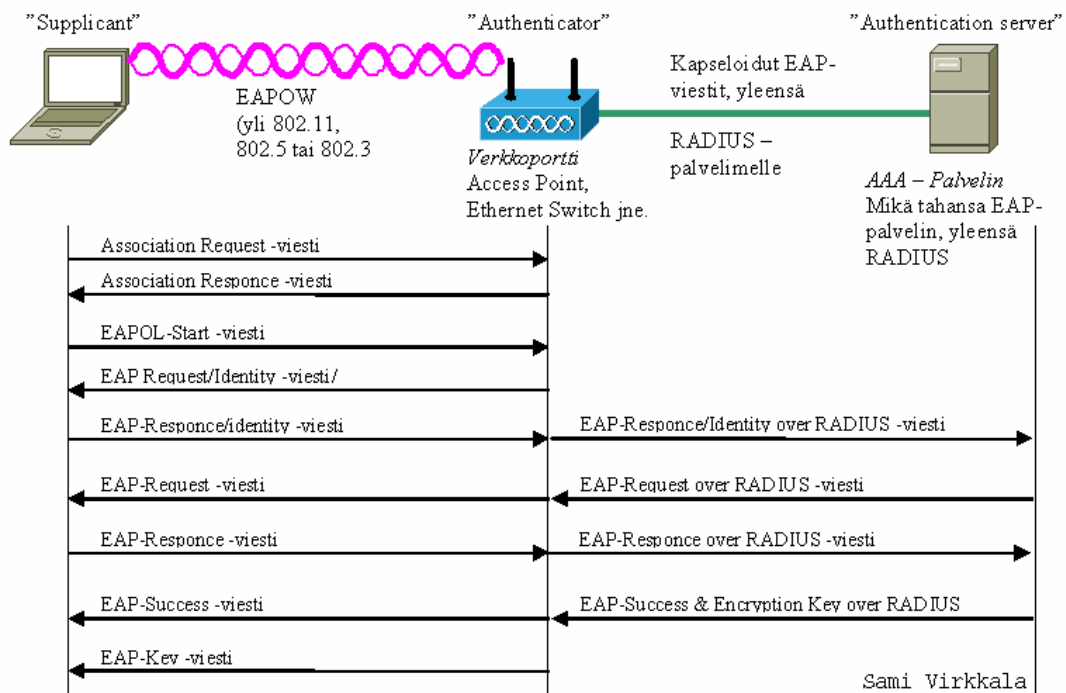 "Supplicant"
"Authenticator"
"Authentication server"
EAPOW
(yli 802.11,
802.5 tai 802.3
Kapseloidut EAP-
viestit, yleensä
RADIUS –
palvelimelle
Verkkoportti
Access Point,
Ethernet Switch jne.
AAA – Palvelin
Mikä tahansa EAP-
palvelin, yleensä
RADIUS
Association Request -viesti
Association Responce -viesti
EAPOL-Start -viesti
EAP Request/Identity -viesti/
EAP-Responce/identity -viesti
EAP-Responce/Identity over RADIUS -viesti
EAP-Request -viesti
EAP-Request over RADIUS -viesti
EAP-Responce -viesti
EAP-Responce over RADIUS -viesti
EAP-Success -viesti
EAP-Success & Encryption Key over RADIUS
EAP-Key -viesti
Sami Virkkala